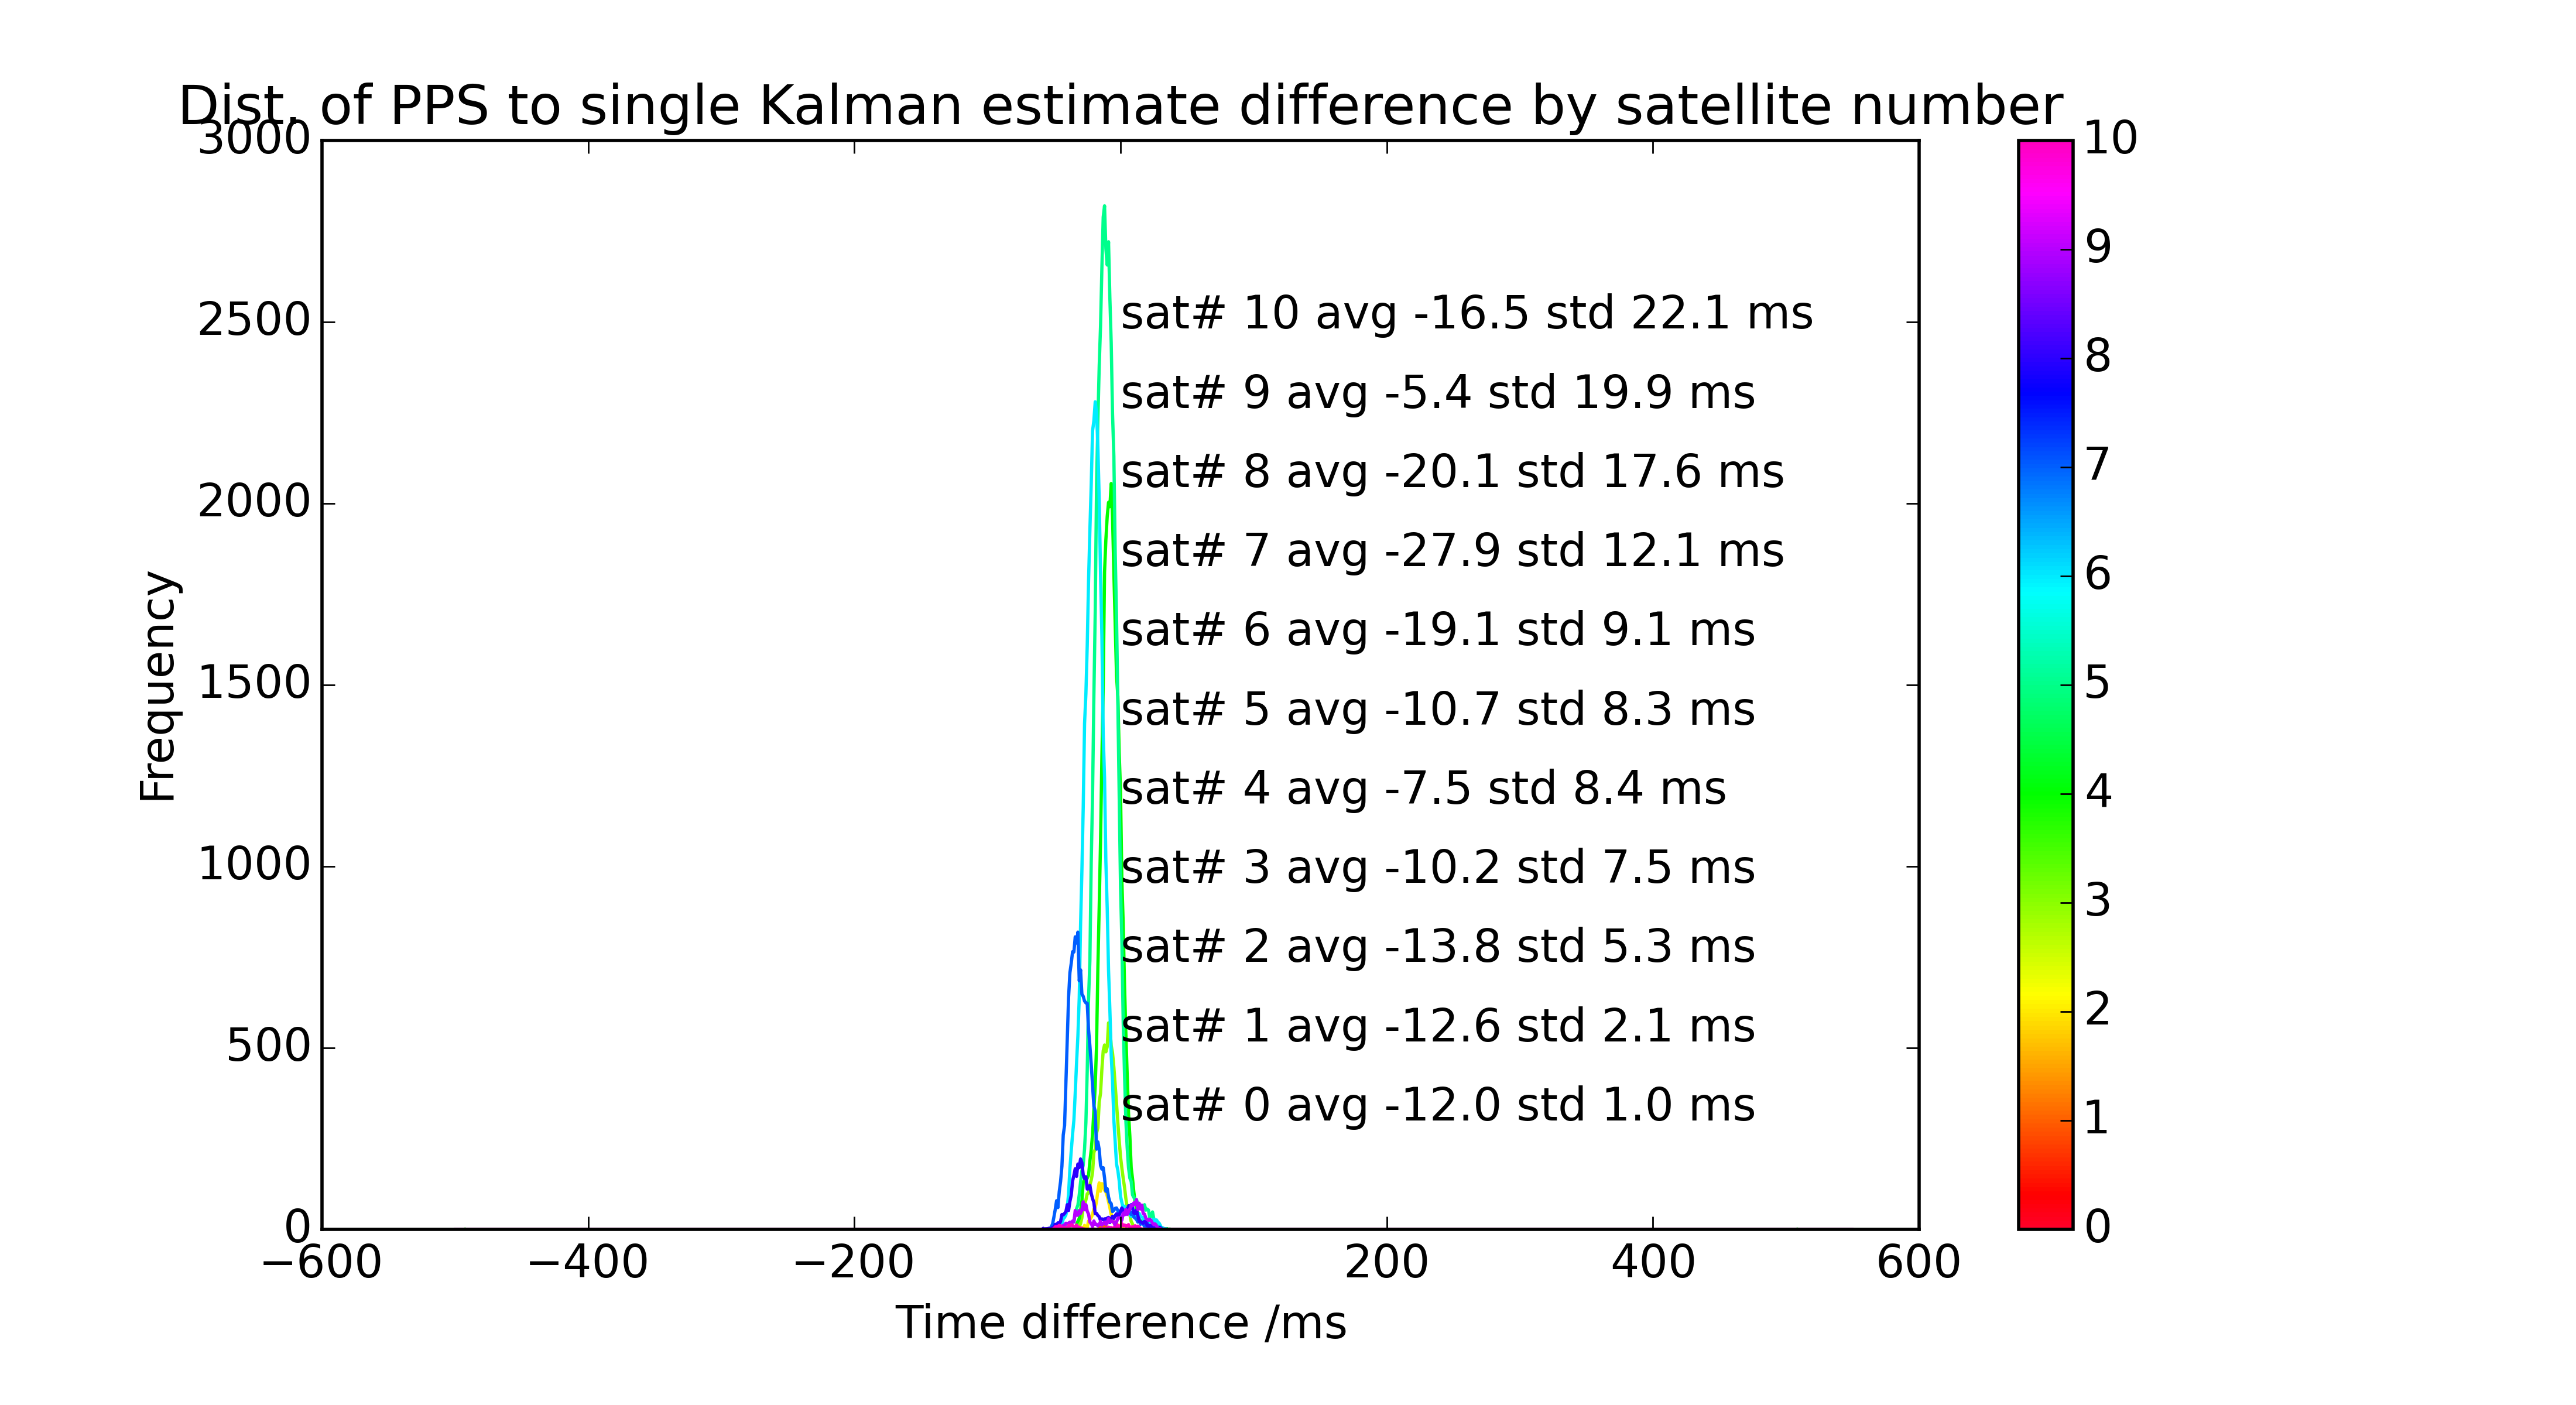 Dist. of PPS to single Kalman estimate difference by satellite number
3000
2500
2000
1500
1000
500
0
Frequency
sat# 10 avg -16.5 std 22.1 ms
sat# 9 avg -5.4 std 19.9 ms
sat# 8 avg -20.1 std 17.6 ms
sat# 7 avg -27.9 std 12.1 ms
sat# 6 avg -19.1 std 9.1 ms
sat# 5 avg -10.7 std 8.3 ms
sat# 4 avg -7.5 std 8.4 ms
sat# 3 avg -10.2 std 7.5 ms
sat# 2 avg -13.8 std 5.3 ms
sat# 1 avg -12.6 std 2.1 ms
sat# 0 avg -12.0 std 1.0 ms
−600 −400 −200 0 200 400 600
Time difference /ms
10
9
8
7
6
5
4
3
2
1
0